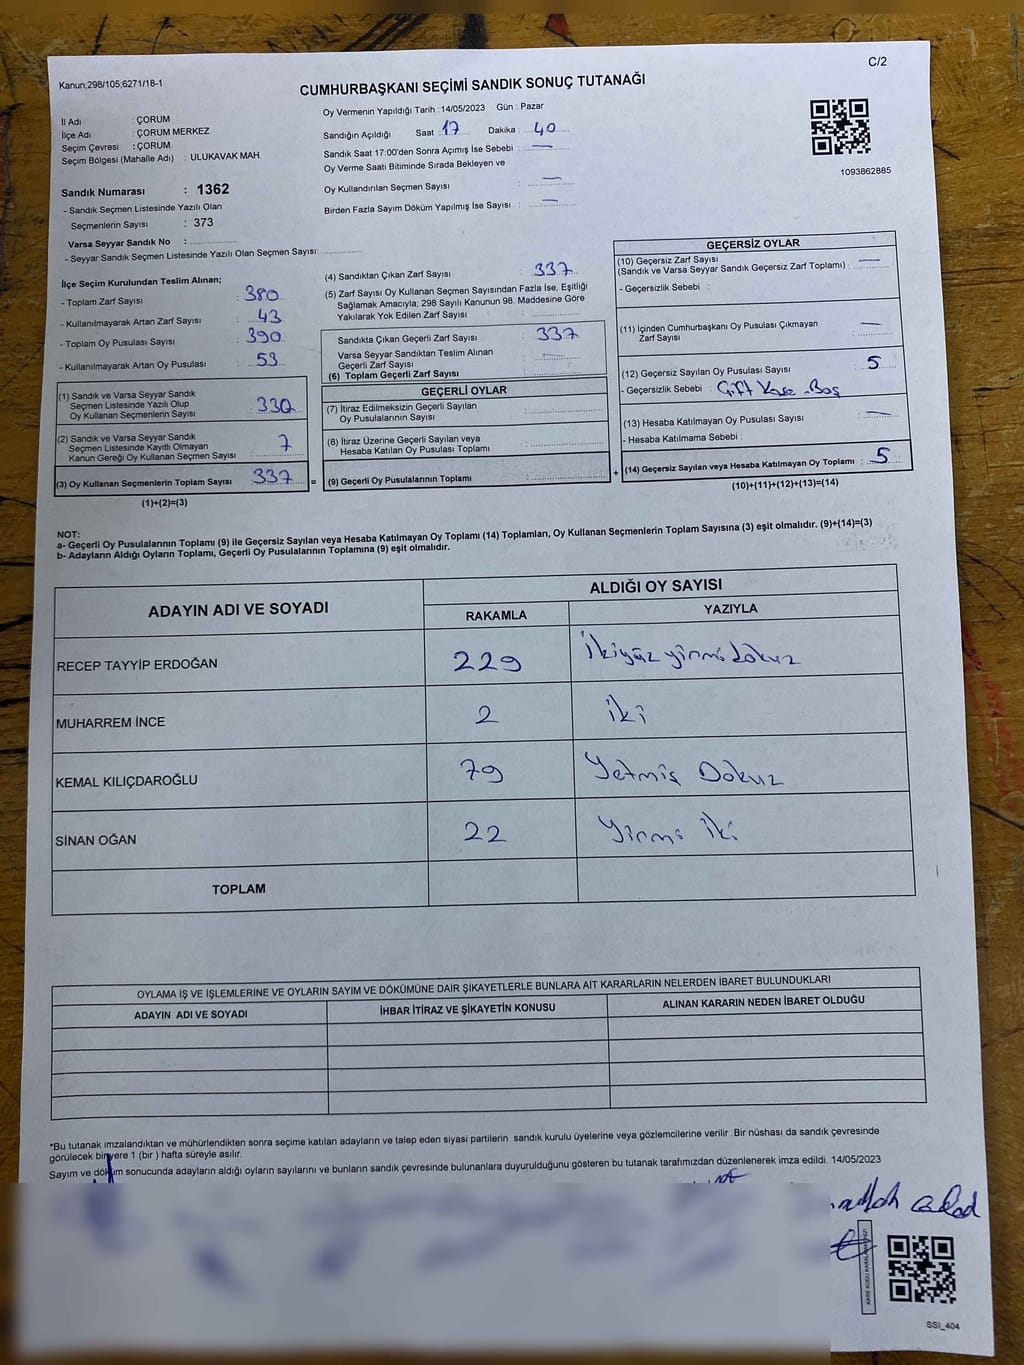 Kanun;298/105;6271/18-1
C/2
CUMHURBAŞKANI SEÇİMİ SANDIK SONUÇ TUTANAĞI
İl Adı : ÇORUM
İlçe Adı : ÇORUM MERKEZ
Seçim Çevresi : ÇORUM
Seçim Bölgesi (Mahalle Adı) : ULUKAVAK MAH.
Sandık Numarası : 1362
- Sandık Seçmen Listesinde Yazılı Olan
Seçmenlerin Sayısı : 373
Varsa Seyyar Sandık No :
- Seyyar Sandık Seçmen Listesinde Yazılı Olan Seçmen Sayısı:
Oy Vermenin Yapıldığı Tarih : 14/05/2023 Gün : Pazar
Sandığın Açıldığı Saat : 17 Dakika : 40
Sandık Saat 17:00'den Sonra Açımış İse Sebebi : —
Oy Verme Saati Bitiminde Sırada Bekleyen ve
Oy Kullandırılan Seçmen Sayısı : —
Birden Fazla Sayım Döküm Yapılmış İse Sayısı : —
1093862885
İlçe Seçim Kurulundan Teslim Alınan;
- Toplam Zarf Sayısı : 380
- Kullanılmayarak Artan Zarf Sayısı : 43
- Toplam Oy Pusulası Sayısı : 390
- Kullanılmayarak Artan Oy Pusulası : 53
(1) Sandık ve Varsa Seyyar Sandık
Seçmen Listesinde Yazılı Olup
Oy Kullanan Seçmenlerin Sayısı : 330
(2) Sandık ve Varsa Seyyar Sandık
Seçmen Listesinde Kayıtlı Olmayan
Kanun Gereği Oy Kullanan Seçmen Sayısı : 7
(3) Oy Kullanan Seçmenlerin Toplam Sayısı : 337 =
(1)+(2)=(3)
(4) Sandıktan Çıkan Zarf Sayısı : 337
(5) Zarf Sayısı Oy Kullanan Seçmen Sayısından Fazla İse, Eşitliği
Sağlamak Amacıyla; 298 Sayılı Kanunun 98. Maddesine Göre
Yakılarak Yok Edilen Zarf Sayısı :
Sandıkta Çıkan Geçerli Zarf Sayısı : 337
Varsa Seyyar Sandıktan Teslim Alınan
Geçerli Zarf Sayısı : —
(6) Toplam Geçerli Zarf Sayısı :
GEÇERLİ OYLAR
(7) İtiraz Edilmeksizin Geçerli Sayılan
Oy Pusulalarının Sayısı :
(8) İtiraz Üzerine Geçerli Sayılan veya
Hesaba Katılan Oy Pusulası Toplamı :
(9) Geçerli Oy Pusulalarının Toplamı : +
GEÇERSİZ OYLAR
(10) Geçersiz Zarf Sayısı
(Sandık ve Varsa Seyyar Sandık Geçersiz Zarf Toplamı) : —
- Geçersizlik Sebebi :
(11) İçinden Cumhurbaşkanı Oy Pusulası Çıkmayan
Zarf Sayısı : —
(12) Geçersiz Sayılan Oy Pusulası Sayısı : 5
- Geçersizlik Sebebi : Çift Kaşe - Boş
(13) Hesaba Katılmayan Oy Pusulası Sayısı : —
- Hesaba Katılmama Sebebi :
(14) Geçersiz Sayılan veya Hesaba Katılmayan Oy Toplamı : 5
(10)+(11)+(12)+(13)=(14)
NOT:
a- Geçerli Oy Pusulalarının Toplamı (9) ile Geçersiz Sayılan veya Hesaba Katılmayan Oy Toplamı (14) Toplamları, Oy Kullanan Seçmenlerin Toplam Sayısına (3) eşit olmalıdır. (9)+(14)=(3)
b- Adayların Aldığı Oyların Toplamı, Geçerli Oy Pusulalarının Toplamına (9) eşit olmalıdır.
ADAYIN ADI VE SOYADI
ALDIĞI OY SAYISI
RAKAMLA YAZIYLA
RECEP TAYYİP ERDOĞAN 229 İkiyüz yirmi dokuz
MUHARREM İNCE 2 iki
KEMAL KILIÇDAROĞLU 79 Yetmiş Dokuz
SİNAN OĞAN 22 Yirmi iki
TOPLAM
OYLAMA İŞ VE İŞLEMLERİNE VE OYLARIN SAYIM VE DÖKÜMÜNE DAİR ŞİKAYETLERLE BUNLARA AİT KARARLARIN NELERDEN İBARET BULUNDUKLARI
ADAYIN ADI VE SOYADI İHBAR İTİRAZ VE ŞİKAYETİN KONUSU ALINAN KARARIN NEDEN İBARET OLDUĞU
*Bu tutanak imzalandıktan ve mühürlendikten sonra seçime katılan adayların ve talep eden siyasi partilerin sandık kurulu üyelerine veya gözlemcilerine verilir .Bir nüshası da sandık çevresinde
görülecek bir yere 1 (bir ) hafta süreyle asılır.
Sayım ve döküm sonucunda adayların aldığı oyların sayılarını ve bunların sandık çevresinde bulunanlara duyurulduğunu gösteren bu tutanak tarafımızdan düzenlenerek imza edildi. 14/05/2023
SSI_404